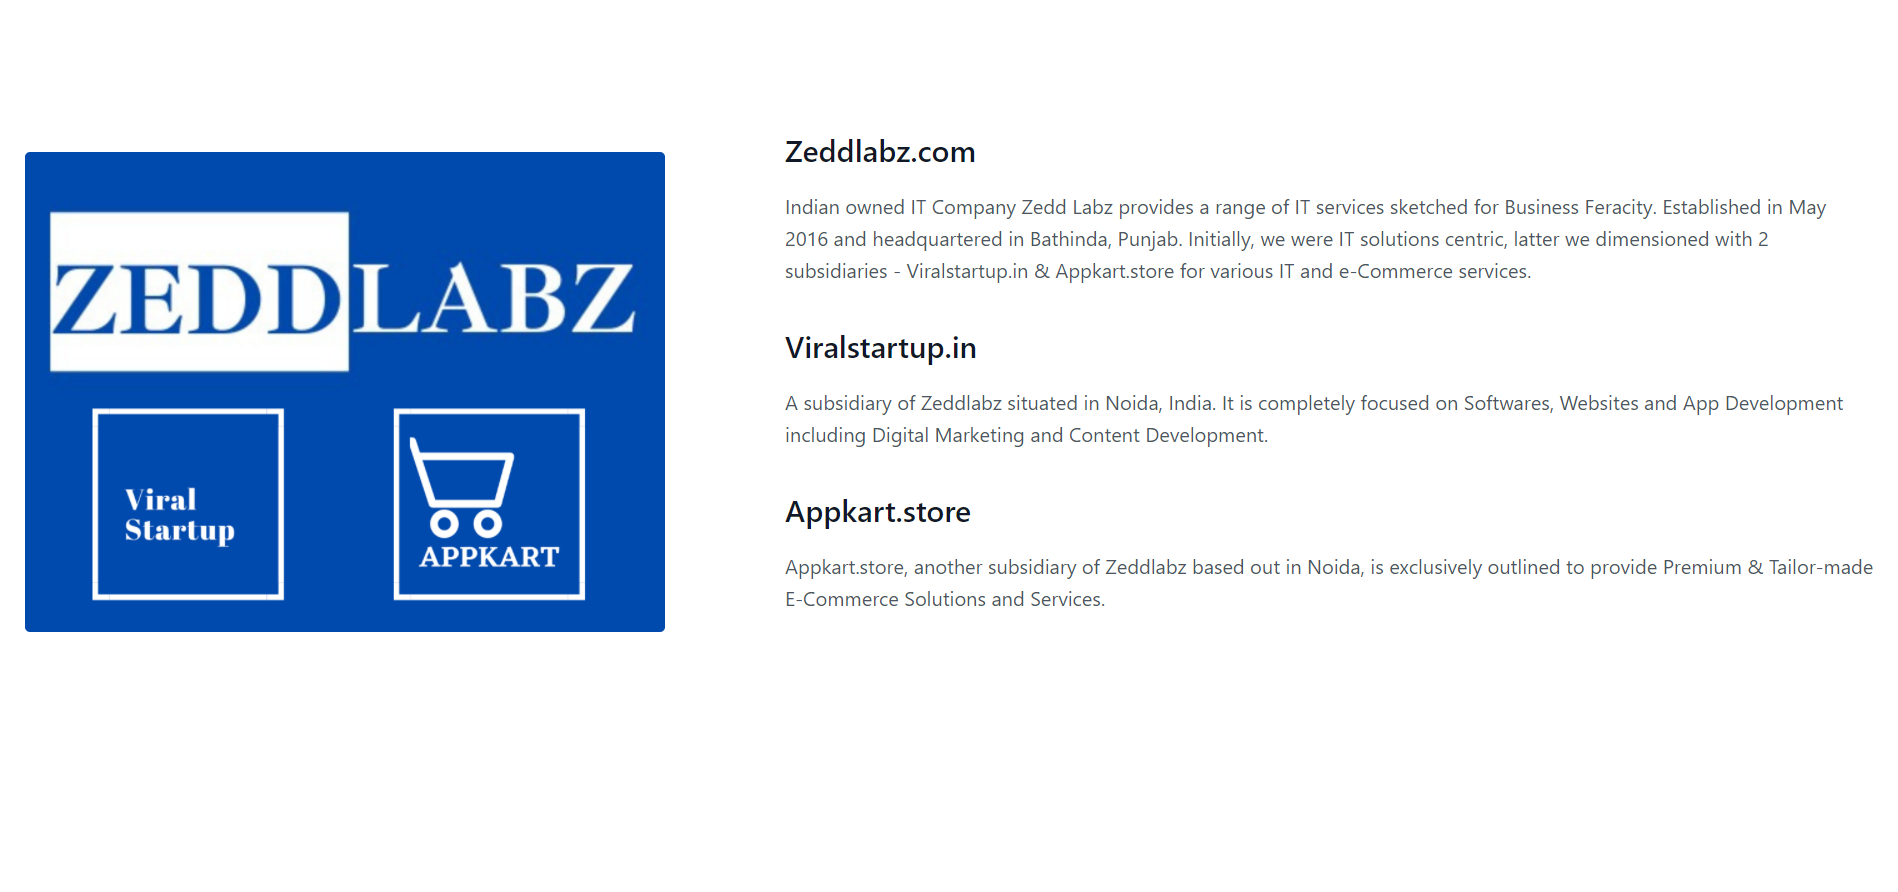 ZEDDLABZ
Viral
Startup
APPKART
Zeddlabz.com
Indian owned IT Company Zedd Labz provides a range of IT services sketched for Business Feracity. Established in May
2016 and headquartered in Bathinda, Punjab. Initially, we were IT solutions centric, latter we dimensioned with 2
subsidiaries - Viralstartup.in & Appkart.store for various IT and e-Commerce services.
Viralstartup.in
A subsidiary of Zeddlabz situated in Noida, India. It is completely focused on Softwares, Websites and App Development
including Digital Marketing and Content Development.
Appkart.store
Appkart.store, another subsidiary of Zeddlabz based out in Noida, is exclusively outlined to provide Premium & Tailor-made
E-Commerce Solutions and Services.